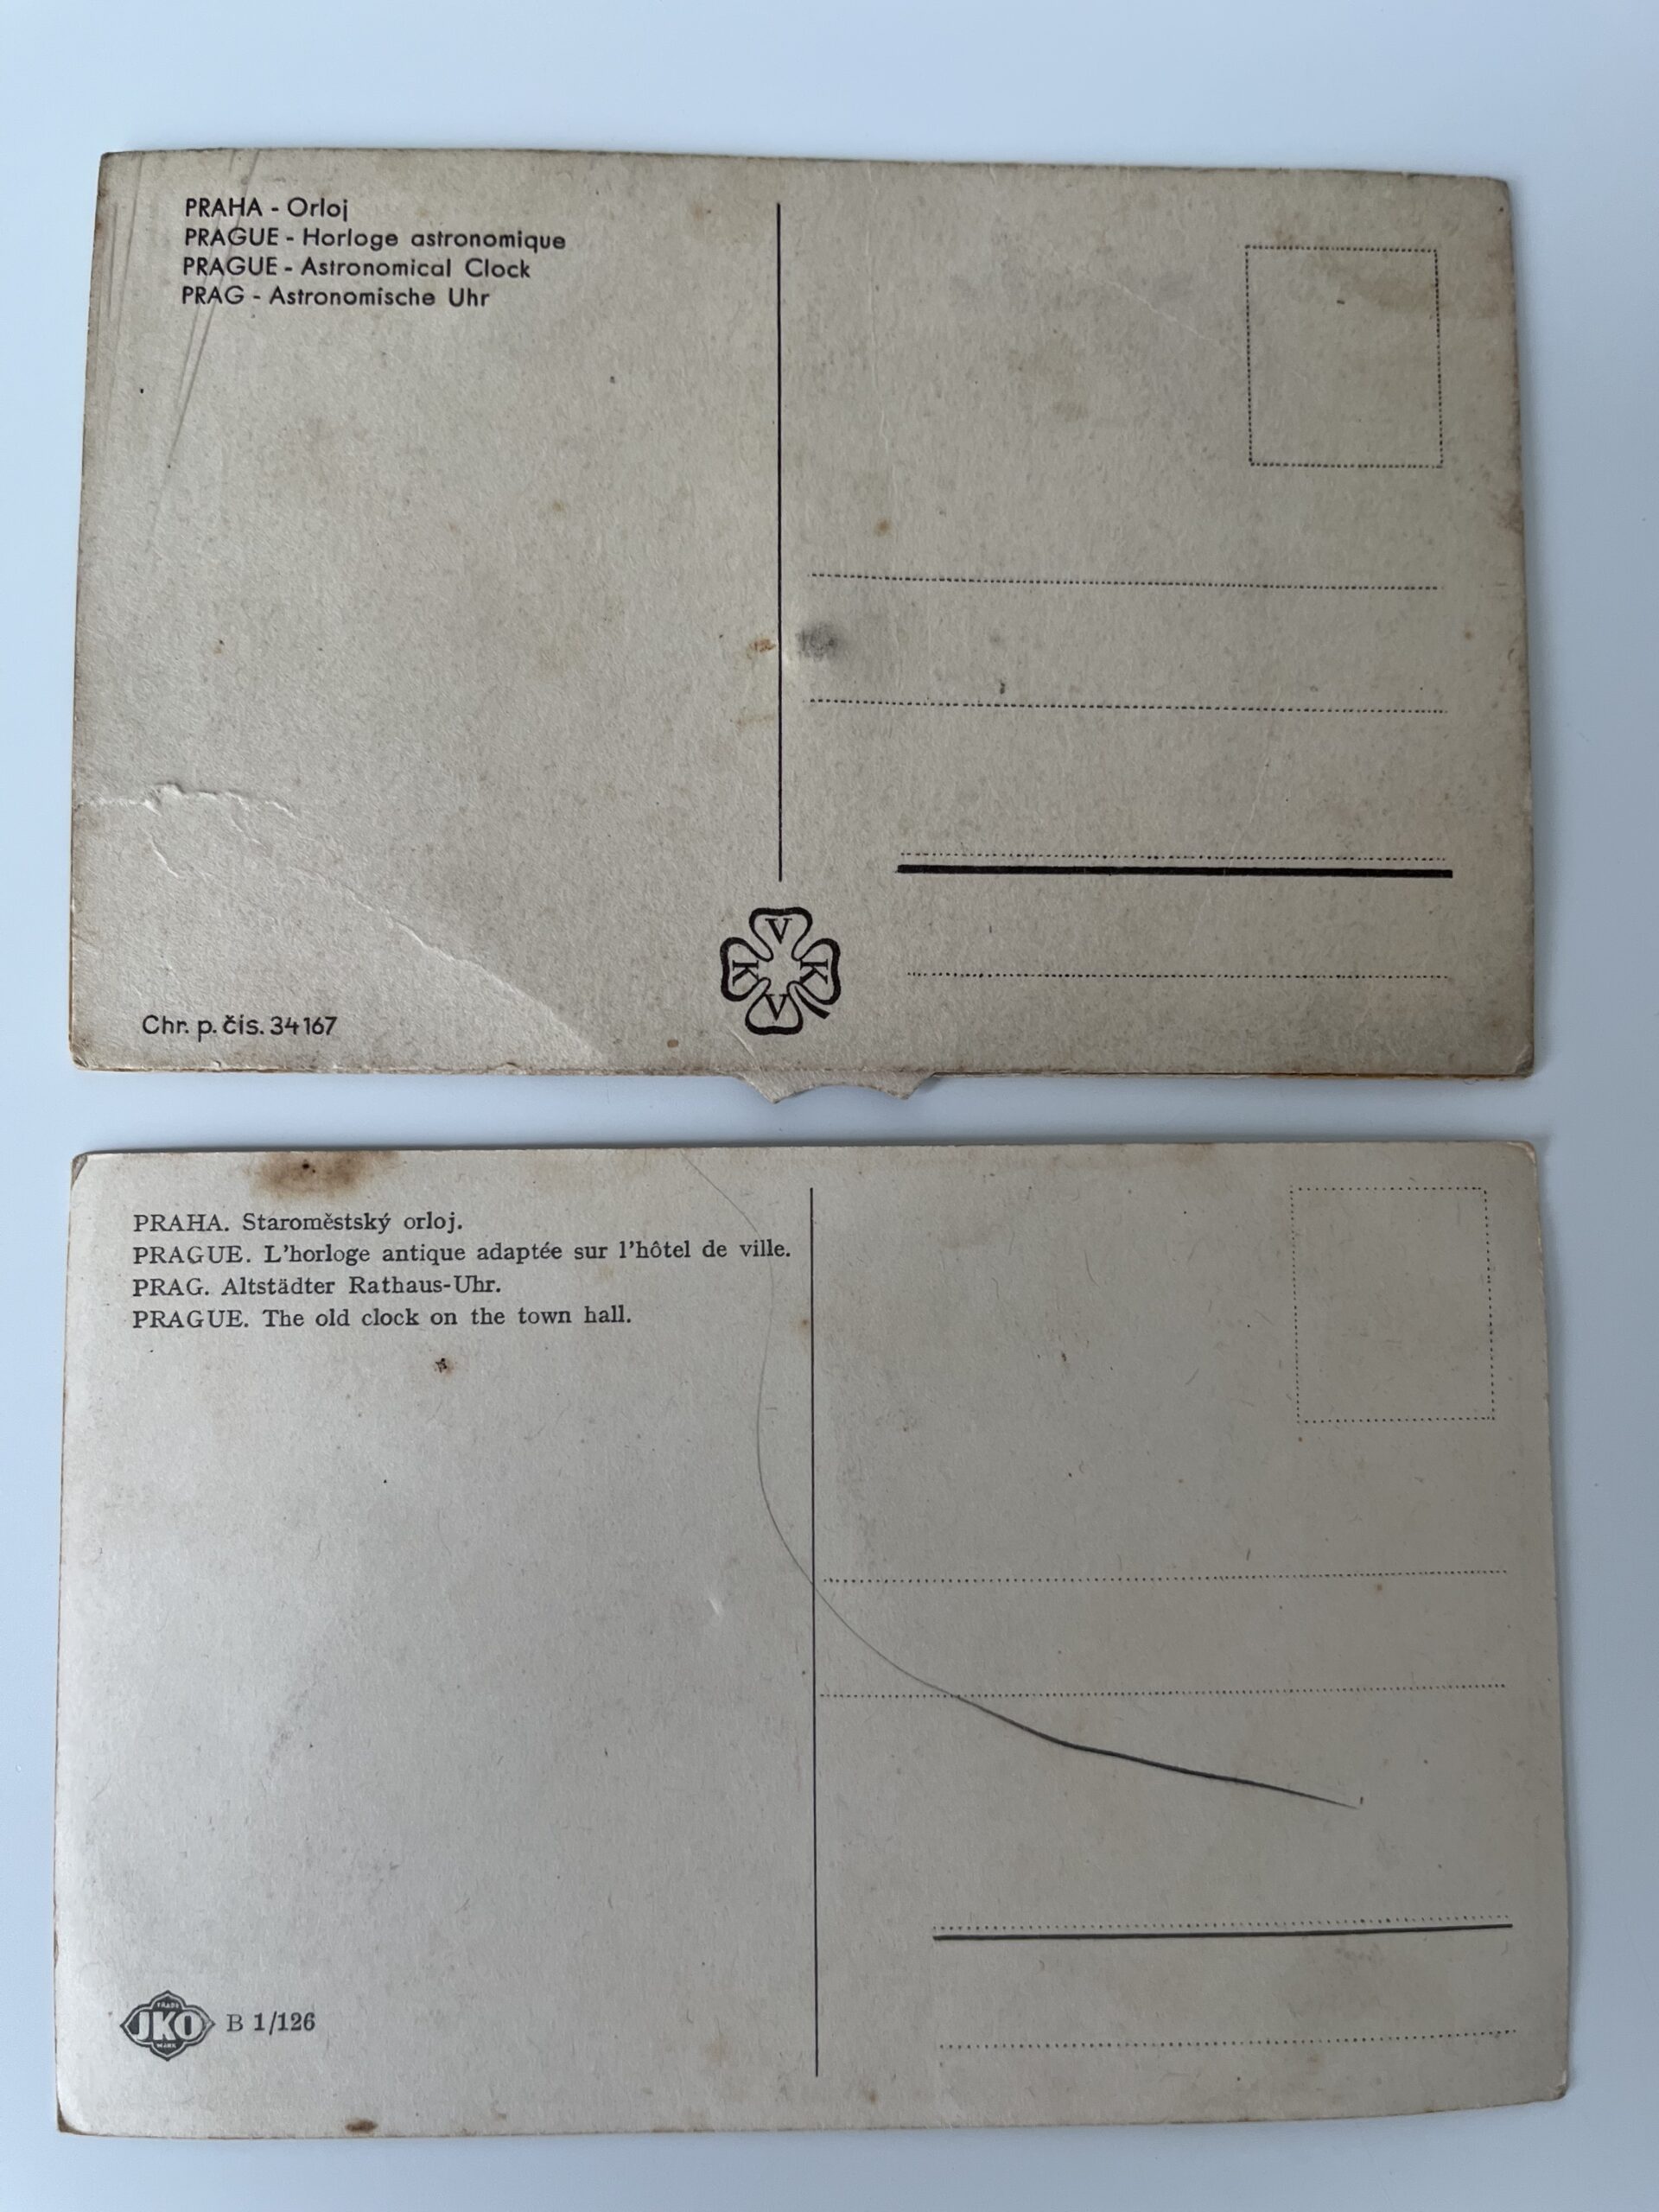 PRAHA - Orloj
PRAGUE - Horloge astronomique
PRAGUE - Astronomical Clock
PRAG - Astronomische Uhr
V
K K
V
Chr. p. čís. 34167
PRAHA. Staroměstský orloj.
PRAGUE. L'horloge antique adaptée sur l'hôtel de ville.
PRAG. Altstädter Rathaus-Uhr.
PRAGUE. The old clock on the town hall.
TRADE
JKO B 1/126
MARK